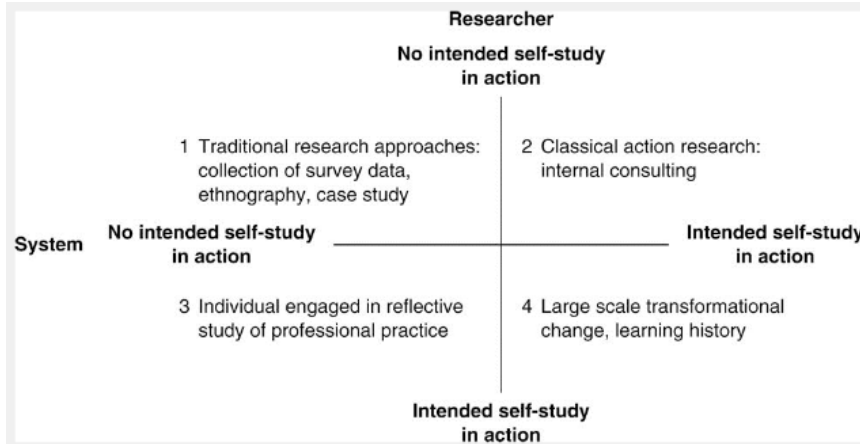 Researcher
No intended self-study
in action
1 Traditional research approaches:
collection of survey data,
ethnography, case study
2 Classical action research:
internal consulting
System
No intended self-study
in action
Intended self-study
in action
3 Individual engaged in reflective
study of professional practice
4 Large scale transformational
change, learning history
Intended self-study
in action